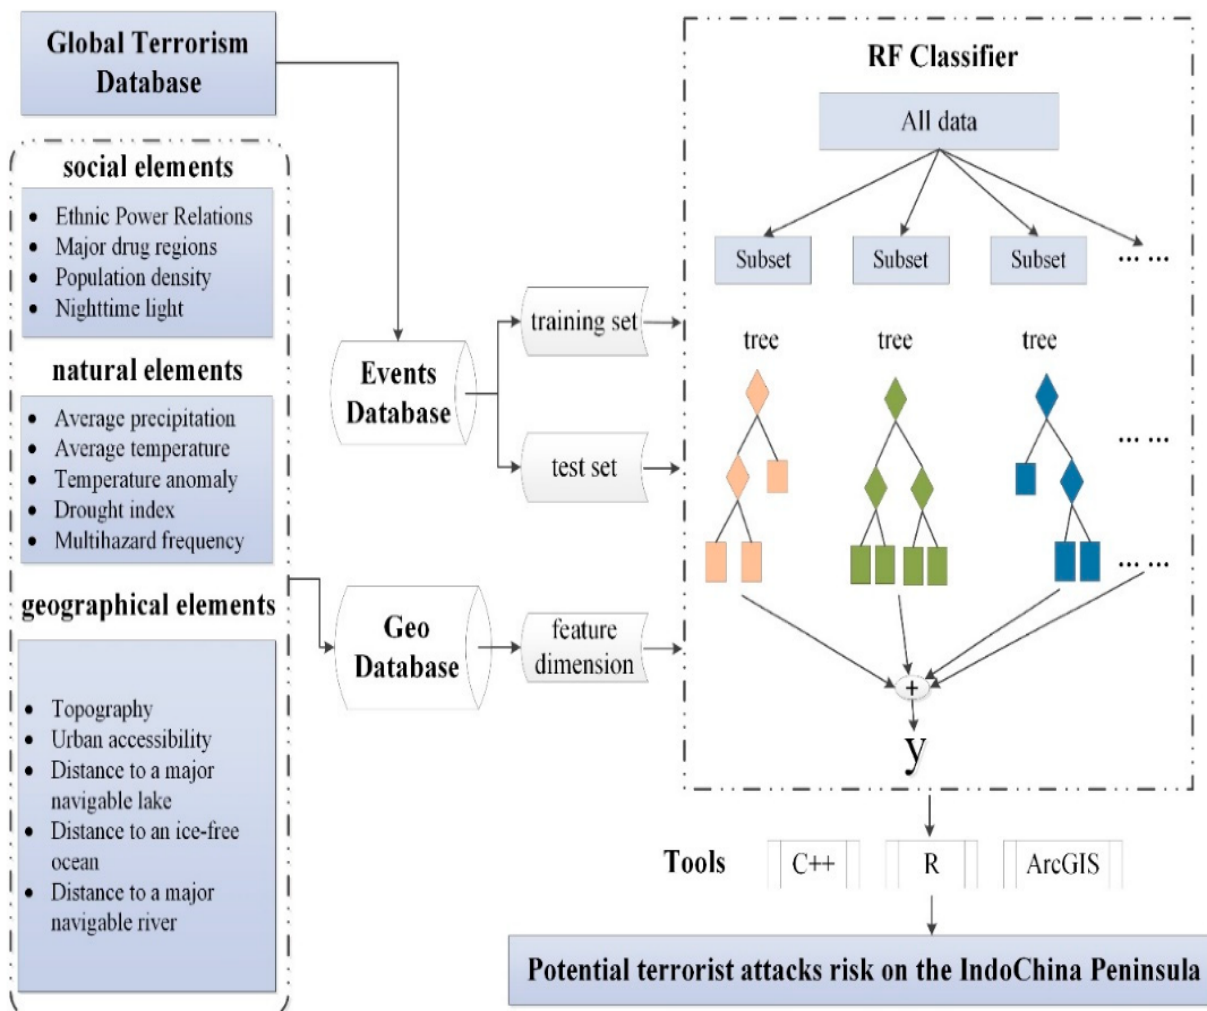 Global Terrorism
Database
social elements
• Ethnic Power Relations
• Major drug regions
• Population density
• Nighttime light
natural elements
• Average precipitation
• Average temperature
• Temperature anomaly
• Drought index
• Multihazard frequency
geographical elements
• Topography
• Urban accessibility
• Distance to a major
navigable lake
• Distance to an ice-free
ocean
• Distance to a major
navigable river
Events
Database
Geo
Database
training set
test set
feature
dimension
RF Classifier
All data
Subset
Subset
Subset
... ...
tree
tree
tree
... ...
... ...
+
y
Tools
C++
R
ArcGIS
Potential terrorist attacks risk on the IndoChina Peninsula